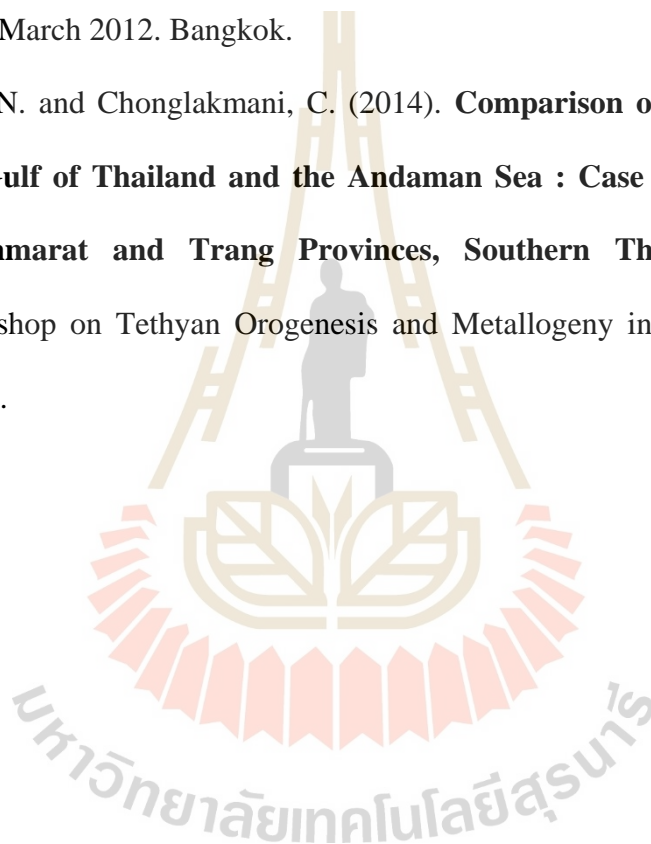 March 2012. Bangkok.
N. and Chonglakmani, C. (2014). Comparison o
ulf of Thailand and the Andaman Sea : Case
marat and Trang Provinces, Southern Th
shop on Tethyan Orogenesis and Metallogeny in
.
มหาวิทยาลัยเทคโนโลยีสุรนารี